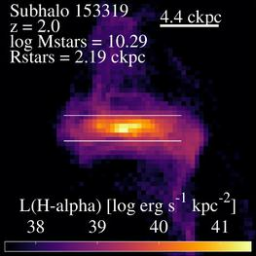 Subhalo 153319
z = 2.0
log Mstars = 10.29
Rstars = 2.19 ckpc
4.4 ckpc
L(H-alpha) [log erg s⁻¹ kpc⁻²]
38 39 40 41